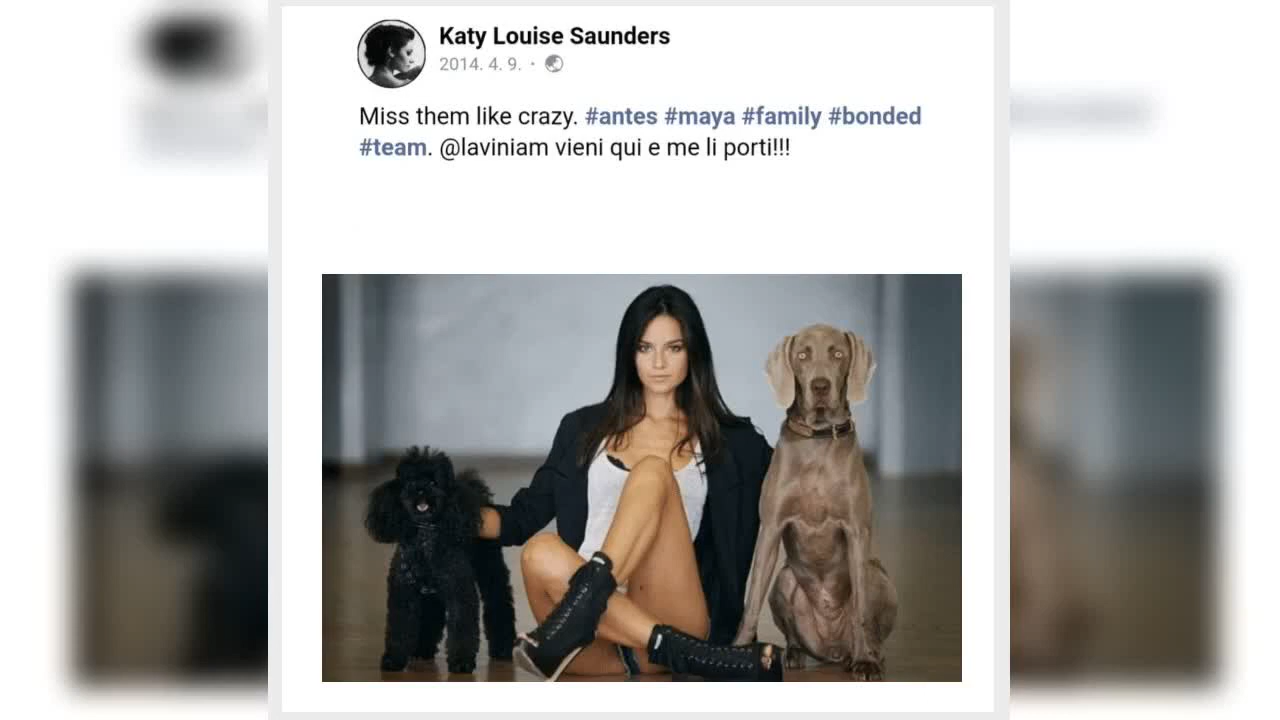 Katy Louise Saunders
2014. 4. 9. ·
Miss them like crazy. #antes #maya #family #bonded
#team. @laviniam vieni qui e me li porti!!!